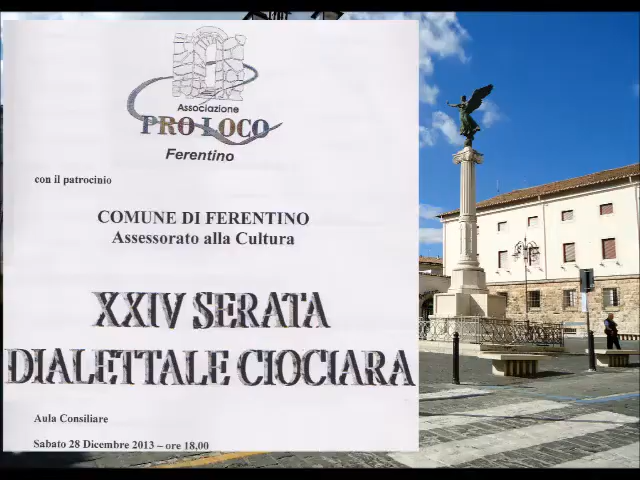 Associazione
PRO LOCO
Ferentino
con il patrocinio
COMUNE DI FERENTINO
Assessorato alla Cultura
XXIV SERATA
DIALETTALE CIOCIARA
Aula Consiliare
Sabato 28 Dicembre 2013 – ore 18,00